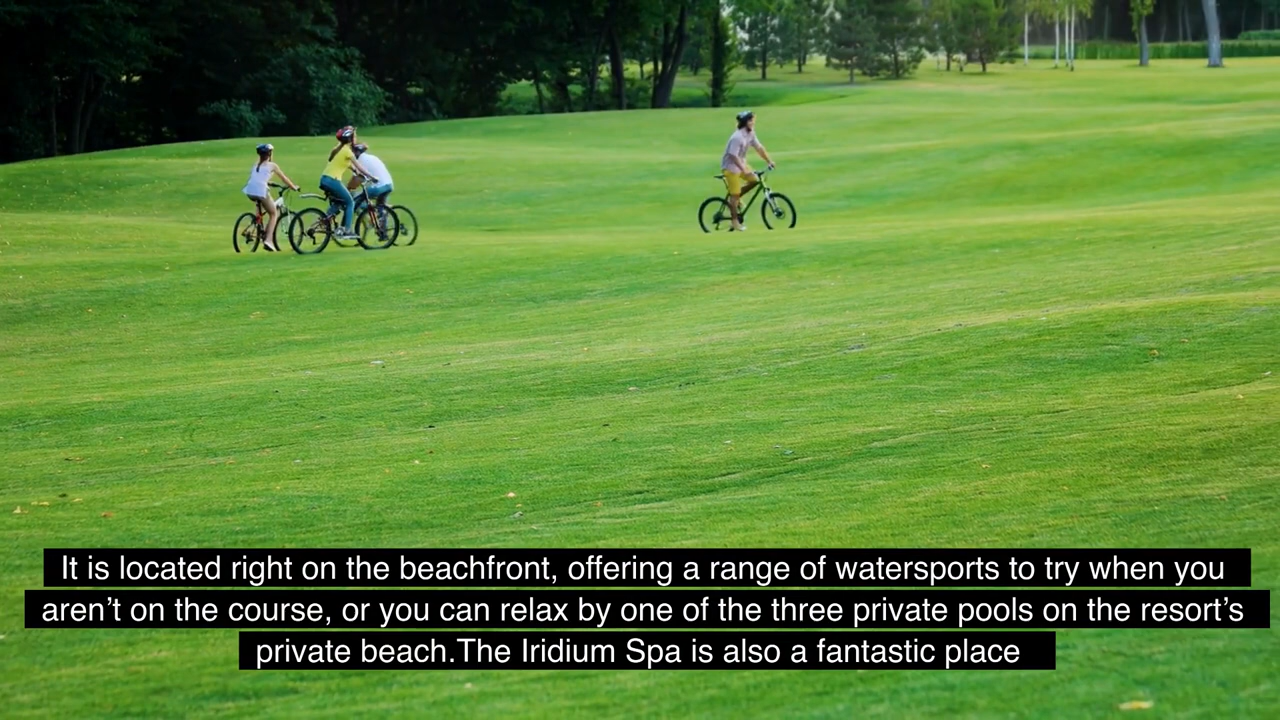 It is located right on the beachfront, offering a range of watersports to try when you
aren’t on the course, or you can relax by one of the three private pools on the resort’s
private beach.The Iridium Spa is also a fantastic place